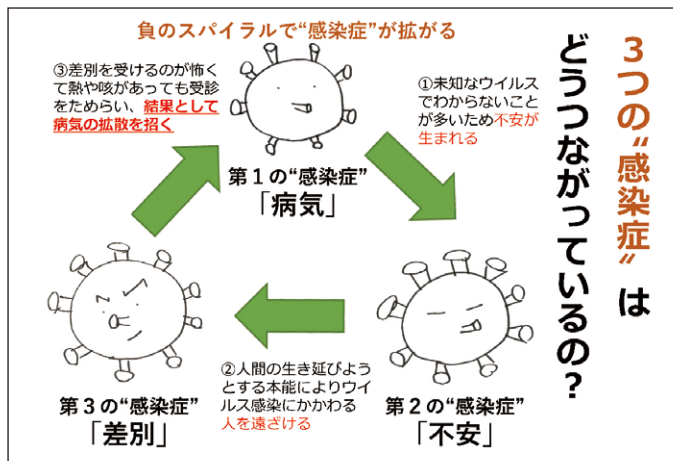 負のスパイラルで“感染症”が拡がる
3つの“感染症”は
どうつながっているの？
①未知なウイルス
でわからないこと
が多いため不安が
生まれる
③差別を受けるのが怖く
て熱や咳があっても受診
をためらい、結果として
病気の拡散を招く
第１の“感染症”
「病気」
②人間の生き延びよう
とする本能によりウイ
ルス感染にかかわる
人を遠ざける
第２の“感染症”
「不安」
第３の“感染症”
「差別」